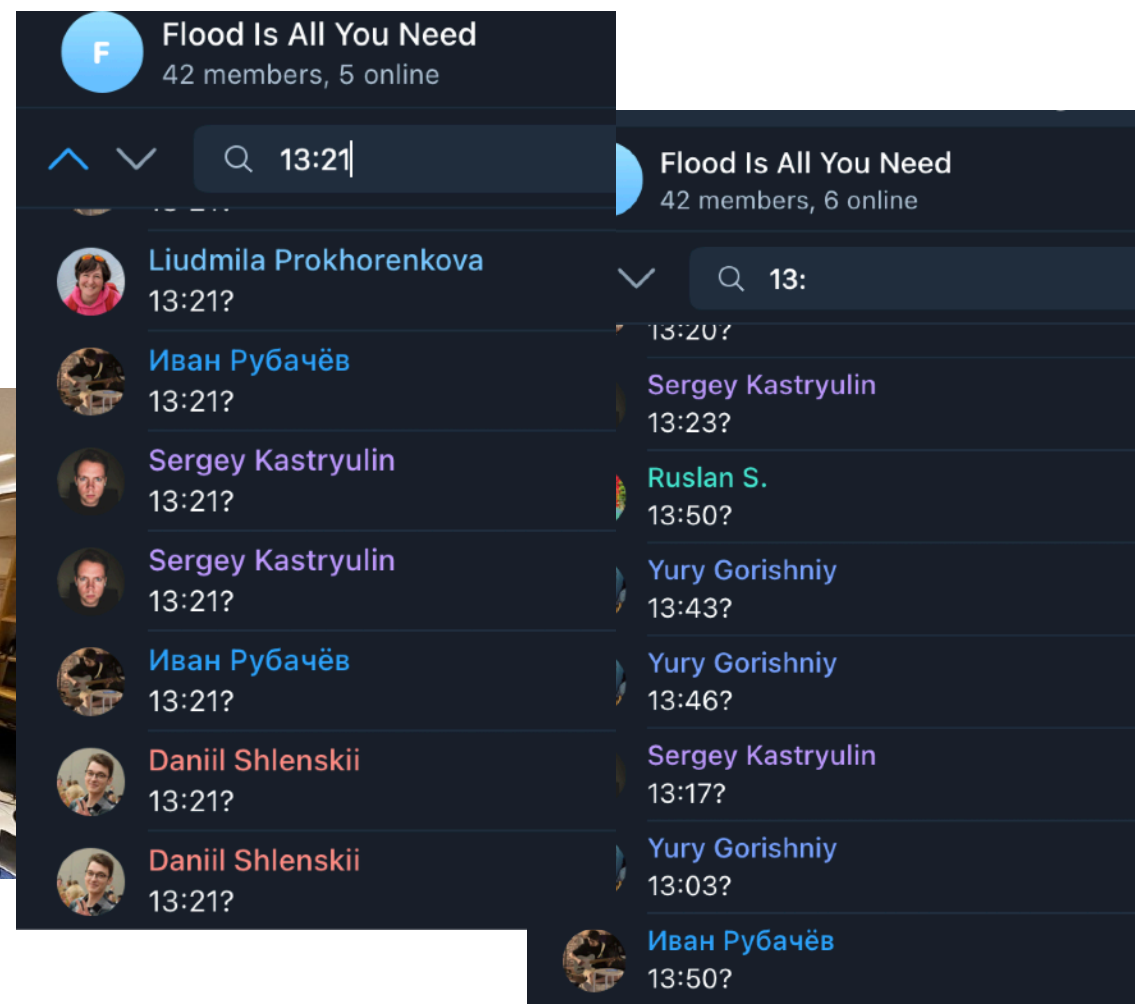 F
Flood Is All You Need
42 members, 5 online
13:21
Liudmila Prokhorenkova
13:21?
Иван Рубачёв
13:21?
Sergey Kastryulin
13:21?
Sergey Kastryulin
13:21?
Иван Рубачёв
13:21?
Daniil Shlenskii
13:21?
Daniil Shlenskii
13:21?
Flood Is All You Need
42 members, 6 online
13:
13:20?
Sergey Kastryulin
13:23?
Ruslan S.
13:50?
Yury Gorishniy
13:43?
Yury Gorishniy
13:46?
Sergey Kastryulin
13:17?
Yury Gorishniy
13:03?
Иван Рубачёв
13:50?